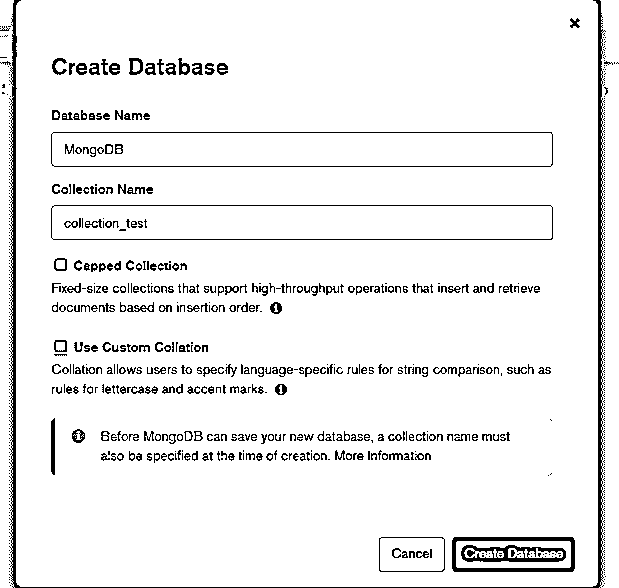 Create Database
Database Name
MongoDB
Collection Name
collection_test
Capped Collection
Fixed-size collections that support high-throughput operations that insert and retrieve
documents based on insertion order.
Use Custom Collation
Collation allows users to specify language-specific rules for string comparison, such as
rules for lettercase and accent marks.
Before MongoDB can save your new database, a collection name must
also be specified at the time of creation. More Information
Cancel
Create Database